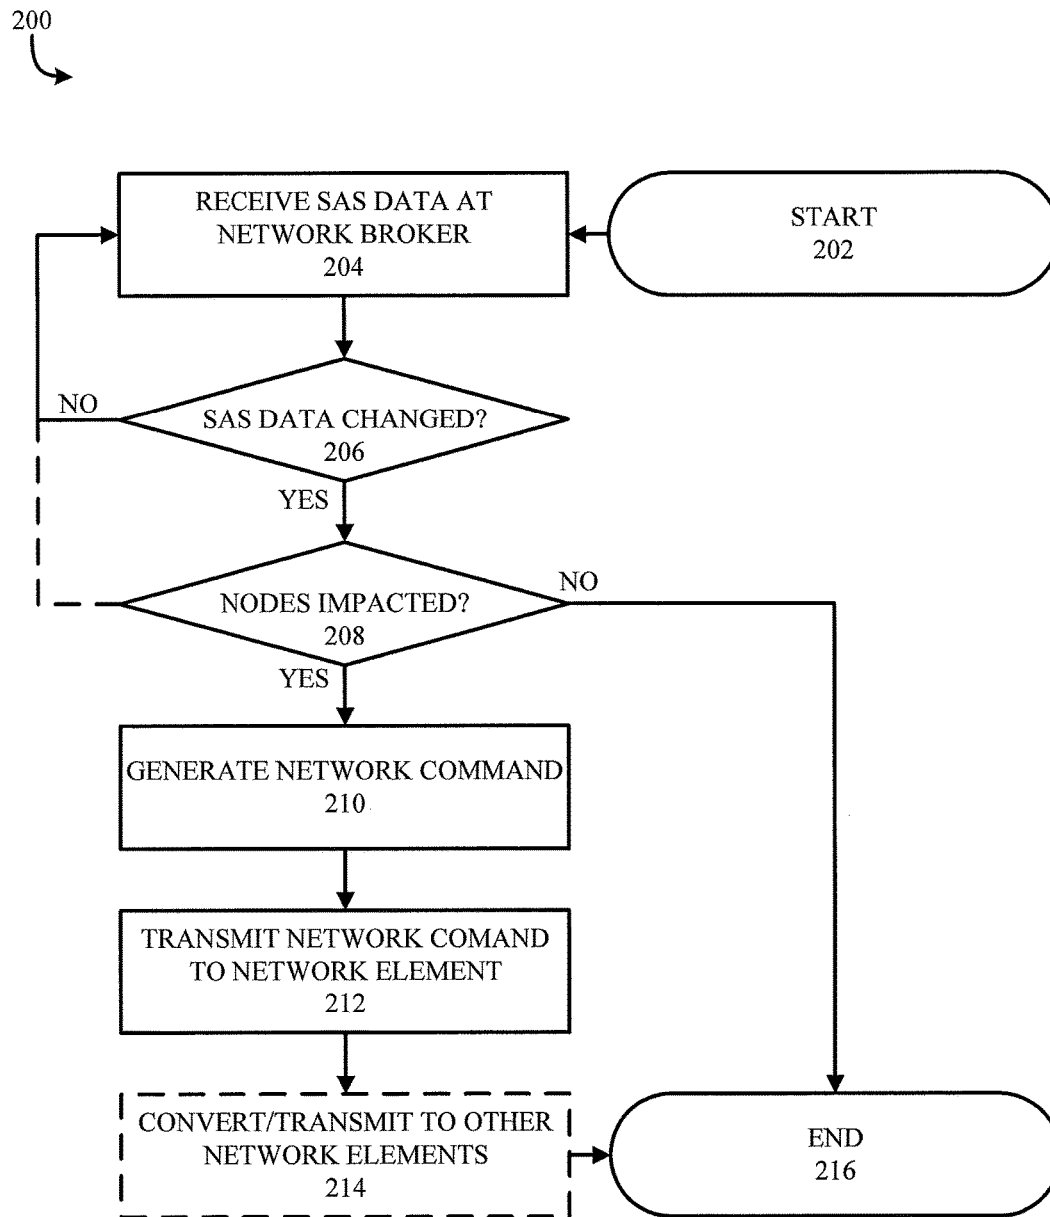 200
RECEIVE SAS DATA AT
NETWORK BROKER
204
START
202
NO
SAS DATA CHANGED?
206
YES
NO
NODES IMPACTED?
208
YES
GENERATE NETWORK COMMAND
210
TRANSMIT NETWORK COMAND
TO NETWORK ELEMENT
212
CONVERT/TRANSMIT TO OTHER
NETWORK ELEMENTS
214
END
216